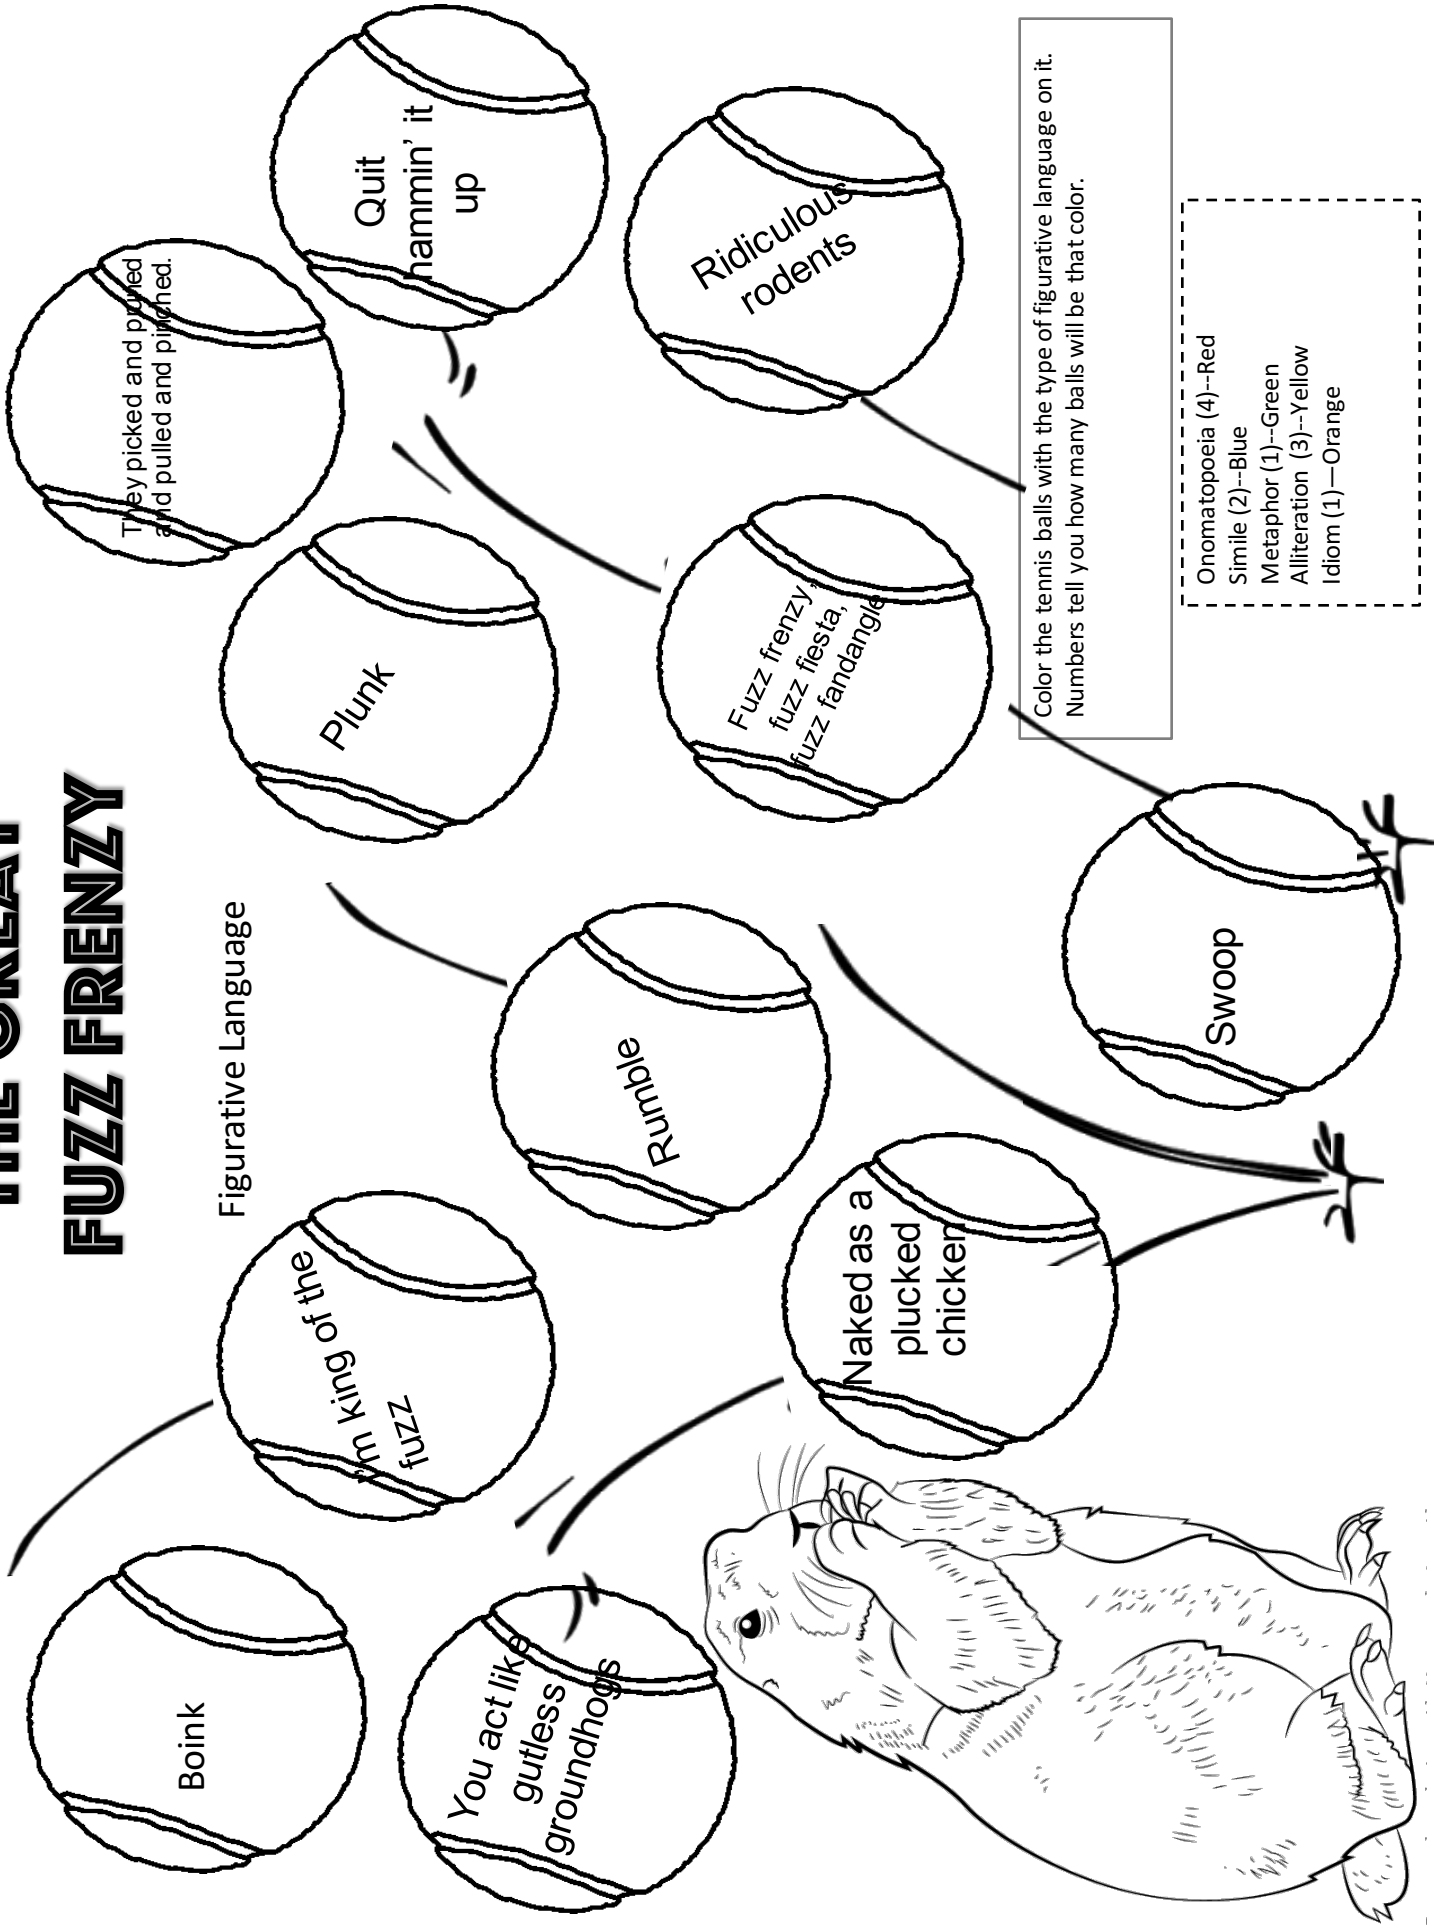 THE GREAT
FUZZ FRENZY
Figurative Language
Boink
I'm king of the
fuzz
You act like
gutless
groundhogs
Rumble
Naked as a
plucked
chicken
Plunk
They picked and pruned
and pulled and pinched.
Quit
hammin' it
up
Ridiculous
rodents
Fuzz frenzy,
fuzz fiesta,
fuzz fandangle
Swoop
Color the tennis balls with the type of figurative language on it.
Numbers tell you how many balls will be that color.
Onomatopoeia (4)--Red
Simile (2)--Blue
Metaphor (1)--Green
Alliteration (3)--Yellow
Idiom (1)—Orange